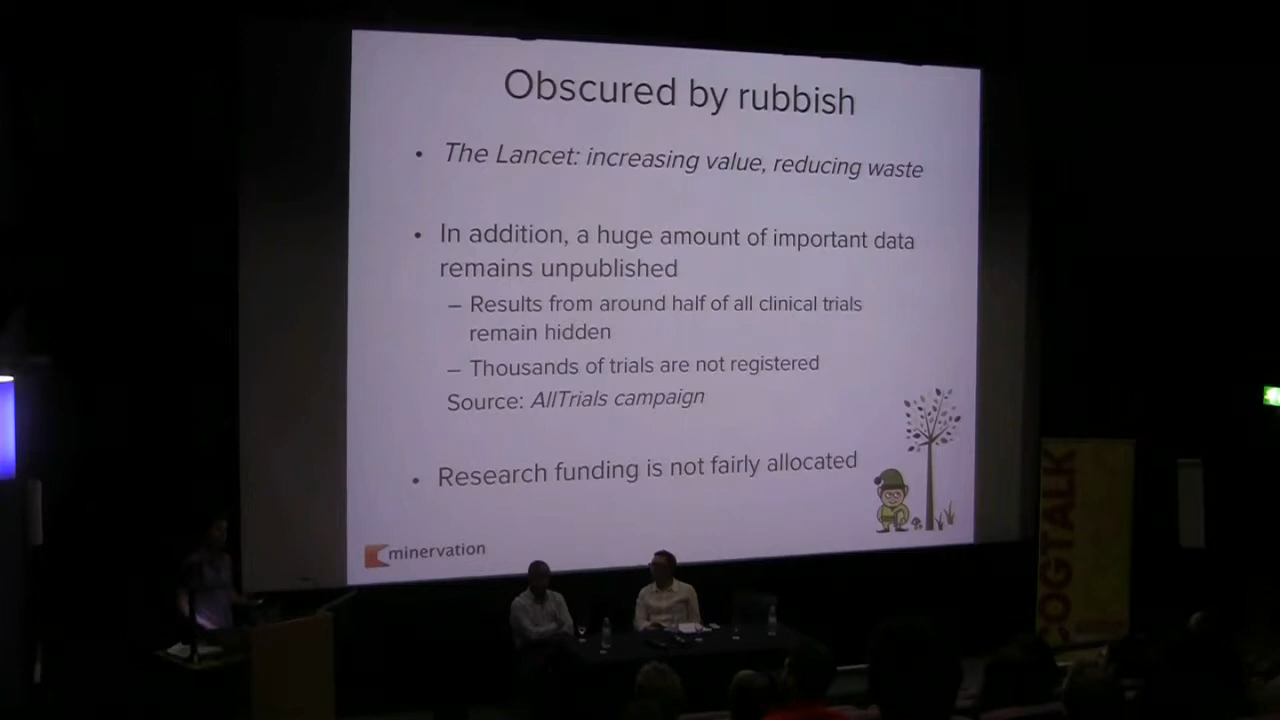 Obscured by rubbish
• The Lancet: increasing value, reducing waste
• In addition, a huge amount of important data
remains unpublished
– Results from around half of all clinical trials
remain hidden
– Thousands of trials are not registered
Source: AllTrials campaign
• Research funding is not fairly allocated
minervation
COGTALK